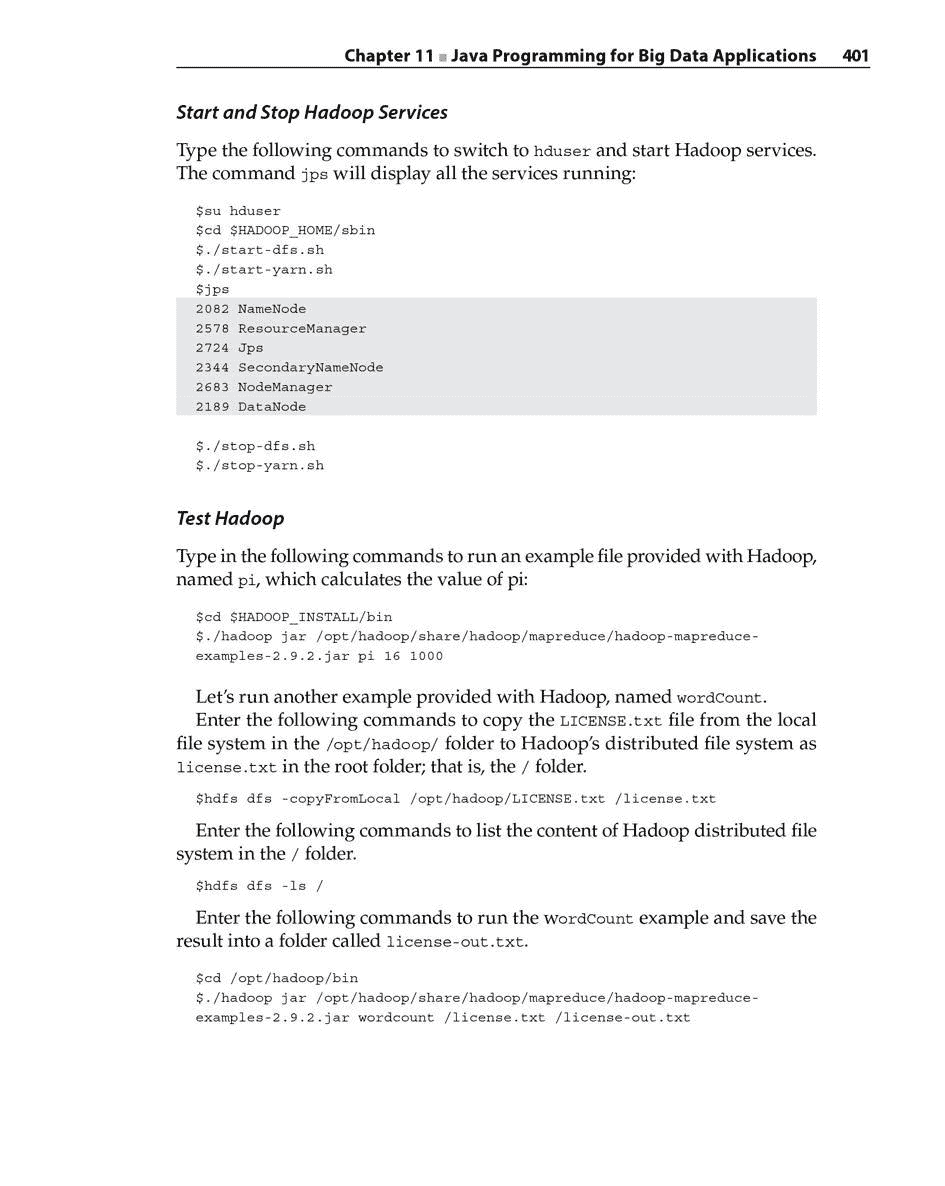 Chapter 11 ■ Java Programming for Big Data Applications 401
Start and Stop Hadoop Services
Type the following commands to switch to hduser and start Hadoop services.
The command jps will display all the services running:
$su hduser
$cd $HADOOP_HOME/sbin
$./start-dfs.sh
$./start-yarn.sh
$jps
2082 NameNode
2578 ResourceManager
2724 Jps
2344 SecondaryNameNode
2683 NodeManager
2189 DataNode
$./stop-dfs.sh
$./stop-yarn.sh
Test Hadoop
Type in the following commands to run an example file provided with Hadoop,
named pi, which calculates the value of pi:
$cd $HADOOP_INSTALL/bin
$./hadoop jar /opt/hadoop/share/hadoop/mapreduce/hadoop-mapreduce-
examples-2.9.2.jar pi 16 1000
Let’s run another example provided with Hadoop, named wordCount.
Enter the following commands to copy the LICENSE.txt file from the local
file system in the /opt/hadoop/ folder to Hadoop’s distributed file system as
license.txt in the root folder; that is, the / folder.
$hdfs dfs -copyFromLocal /opt/hadoop/LICENSE.txt /license.txt
Enter the following commands to list the content of Hadoop distributed file
system in the / folder.
$hdfs dfs -ls /
Enter the following commands to run the wordCount example and save the
result into a folder called license-out.txt.
$cd /opt/hadoop/bin
$./hadoop jar /opt/hadoop/share/hadoop/mapreduce/hadoop-mapreduce-
examples-2.9.2.jar wordcount /license.txt /license-out.txt